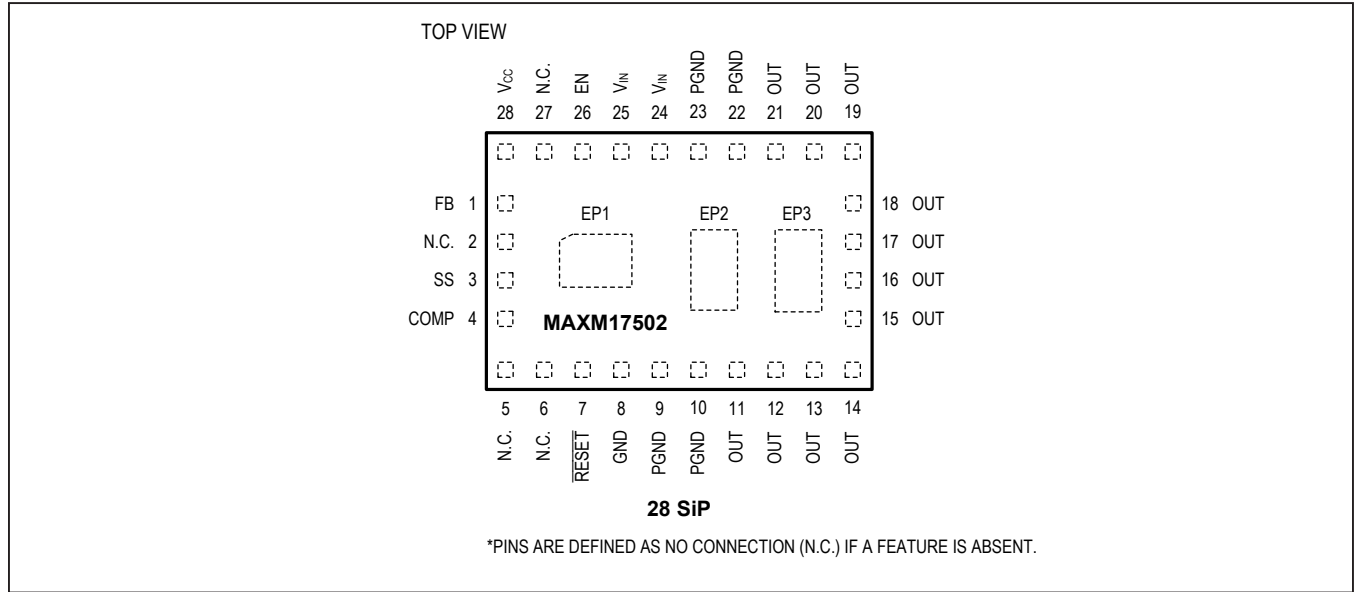 TOP VIEW
VCC N.C. EN VIN VIN PGND PGND OUT OUT OUT
28 27 26 25 24 23 22 21 20 19
FB 1
N.C. 2
SS 3
COMP 4
EP1 EP2 EP3
18 OUT
17 OUT
16 OUT
15 OUT
MAXM17502
5 6 7 8 9 10 11 12 13 14
N.C. N.C. RESET GND PGND PGND OUT OUT OUT OUT
28 SiP
*PINS ARE DEFINED AS NO CONNECTION (N.C.) IF A FEATURE IS ABSENT.